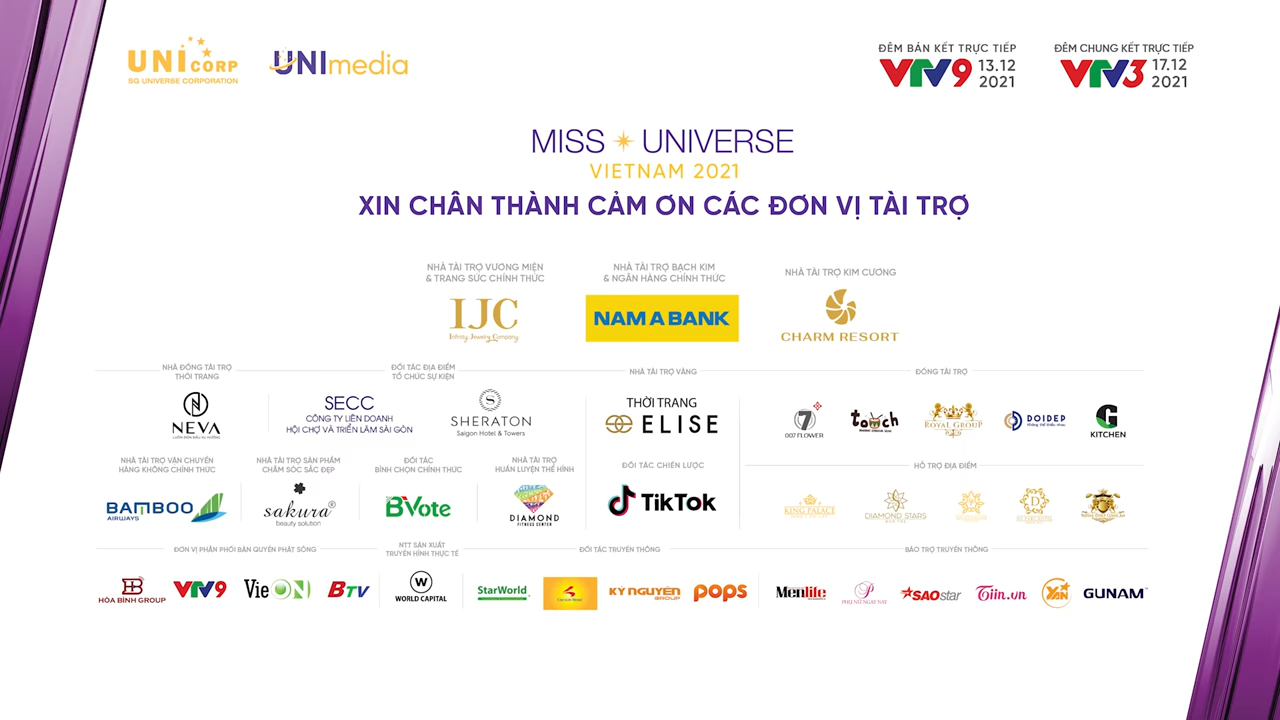 UNICORP
SG UNIVERSE CORPORATION
UNImedia
ĐÊM BÁN KẾT TRỰC TIẾP
VTV9 13.12
2021
ĐÊM CHUNG KẾT TRỰC TIẾP
VTV3 17.12
2021
MISS UNIVERSE
VIETNAM 2021
XIN CHÂN THÀNH CẢM ƠN CÁC ĐƠN VỊ TÀI TRỢ
NHÀ TÀI TRỢ VƯƠNG MIỆN
& TRANG SỨC CHÍNH THỨC
IJC
Infinity Jewelry Company
NHÀ TÀI TRỢ BẠCH KIM
& NGÂN HÀNG CHÍNH THỨC
NAM A BANK
NHÀ TÀI TRỢ KIM CƯƠNG
CHARM RESORT
NHÀ ĐỒNG TÀI TRỢ
THỜI TRANG
NEVA
ĐỐI TÁC ĐỊA ĐIỂM
TỔ CHỨC SỰ KIỆN
SECC
CÔNG TY LIÊN DOANH
HỘI CHỢ VÀ TRIỂN LÃM SÀI GÒN
S
SHERATON
Saigon Hotel & Towers
NHÀ TÀI TRỢ VÀNG
THỜI TRANG
ELISE
ĐỒNG TÀI TRỢ
7
007 FLOWER
touch
ROYAL GROUP
DOIDEP
Không thể thiếu nhau
G
KITCHEN
NHÀ TÀI TRỢ VẬN CHUYỂN
HÀNG KHÔNG CHÍNH THỨC
BAMBOO
AIRWAYS
NHÀ TÀI TRỢ SẢN PHẨM
CHĂM SÓC SẮC ĐẸP
sakura®
beauty solution
ĐỐI TÁC
BÌNH CHỌN CHÍNH THỨC
BVote
NHÀ TÀI TRỢ
HUẤN LUYỆN THỂ HÌNH
DIAMOND
FITNESS CENTER
ĐỐI TÁC CHIẾN LƯỢC
TikTok
HỖ TRỢ ĐỊA ĐIỂM
KING PALACE
DIAMOND STARS
BEN TRE
D
ĐƠN VỊ PHÂN PHỐI BẢN QUYỀN PHÁT SÓNG
HB
HÒA BÌNH GROUP
VTV9
VieON
BTV
NTT SẢN XUẤT
TRUYỀN HÌNH THỰC TẾ
W
WORLD CAPITAL
ĐỐI TÁC TRUYỀN THÔNG
StarWorld
KỶ NGUYÊN
GROUP
POPS
BẢO TRỢ TRUYỀN THÔNG
Menlife
P
PHỤ NỮ NGÀY NAY
SAOstar
Tiin.vn
YAN
GUNAM